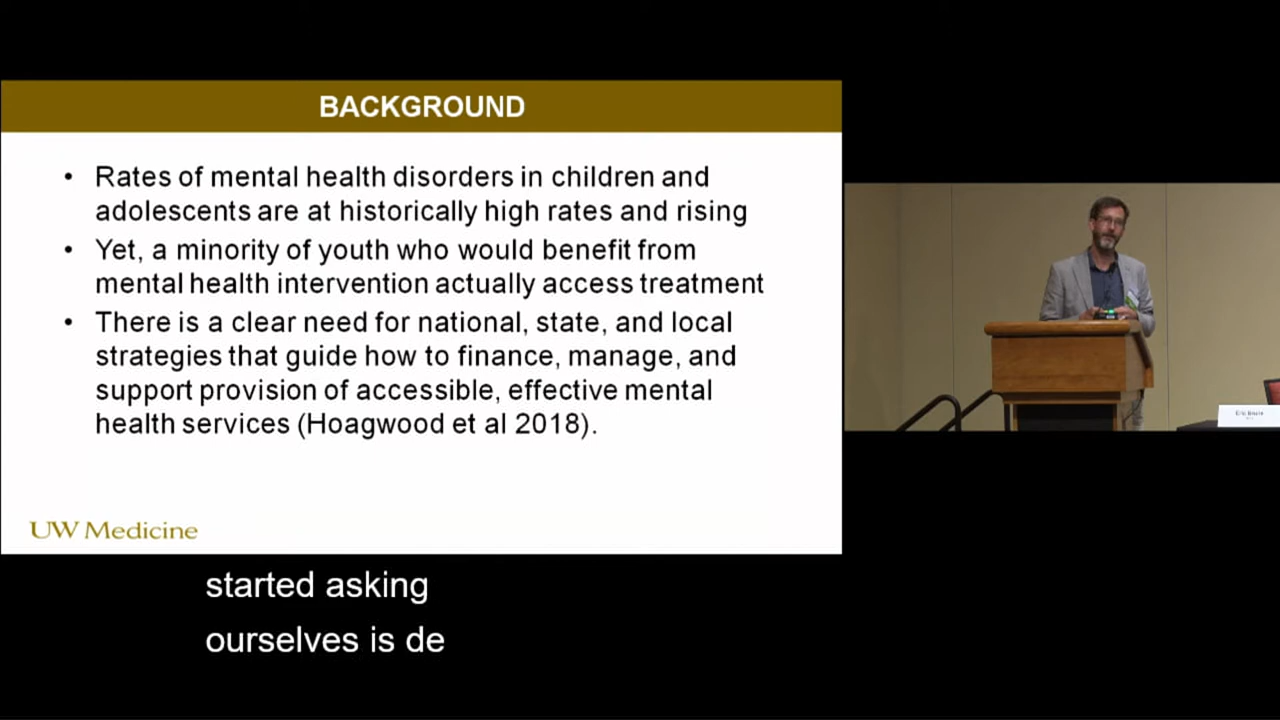 BACKGROUND
• Rates of mental health disorders in children and
adolescents are at historically high rates and rising
• Yet, a minority of youth who would benefit from
mental health intervention actually access treatment
• There is a clear need for national, state, and local
strategies that guide how to finance, manage, and
support provision of accessible, effective mental
health services (Hoagwood et al 2018).
UW Medicine
started asking
ourselves is de